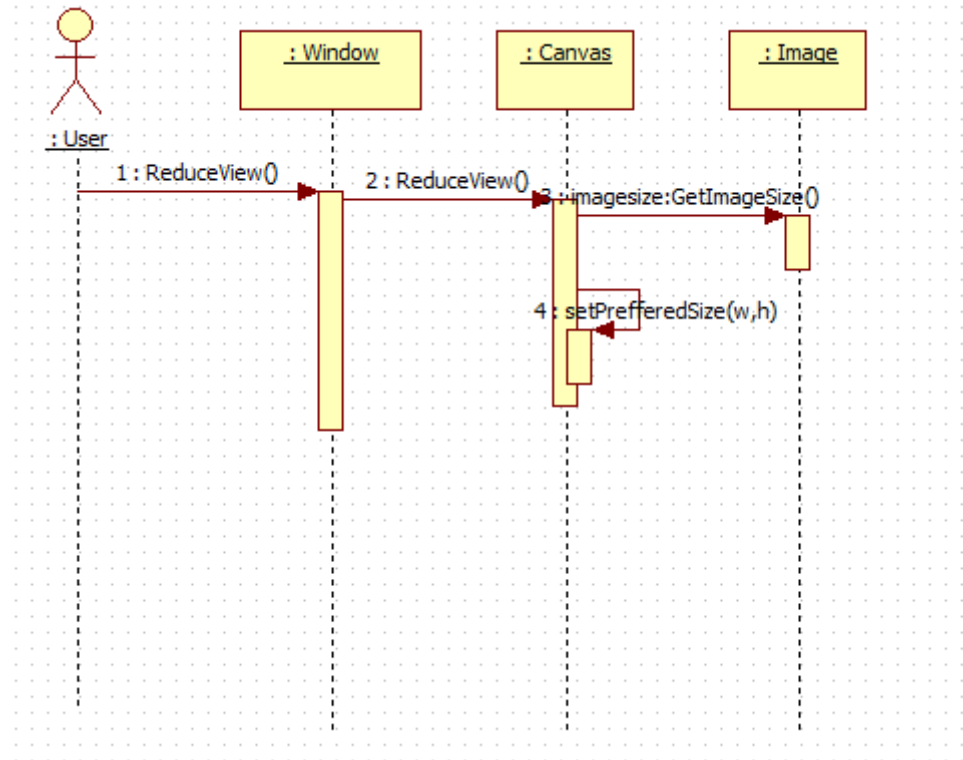 : Window
: Canvas
: Image
: User
1 : ReduceView()
2 : ReduceView()
3 : imagesize:GetImageSize()
4 : setPrefferedSize(w,h)